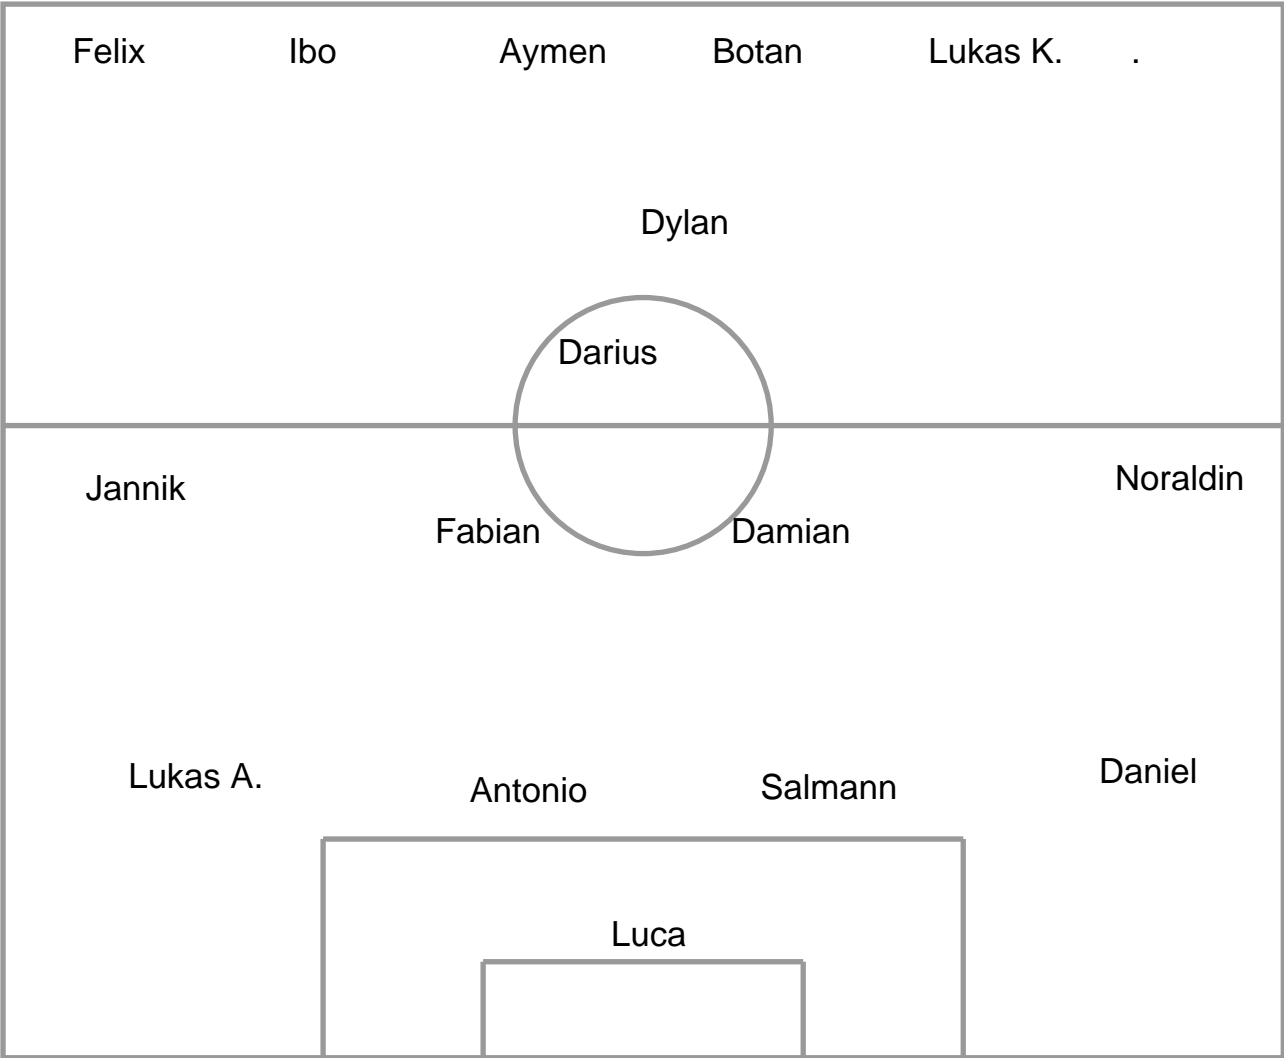 Felix Ibo Aymen Botan Lukas K. .
Dylan
Darius
Jannik Noraldin
Fabian Damian
Lukas A. Antonio Salmann Daniel
Luca